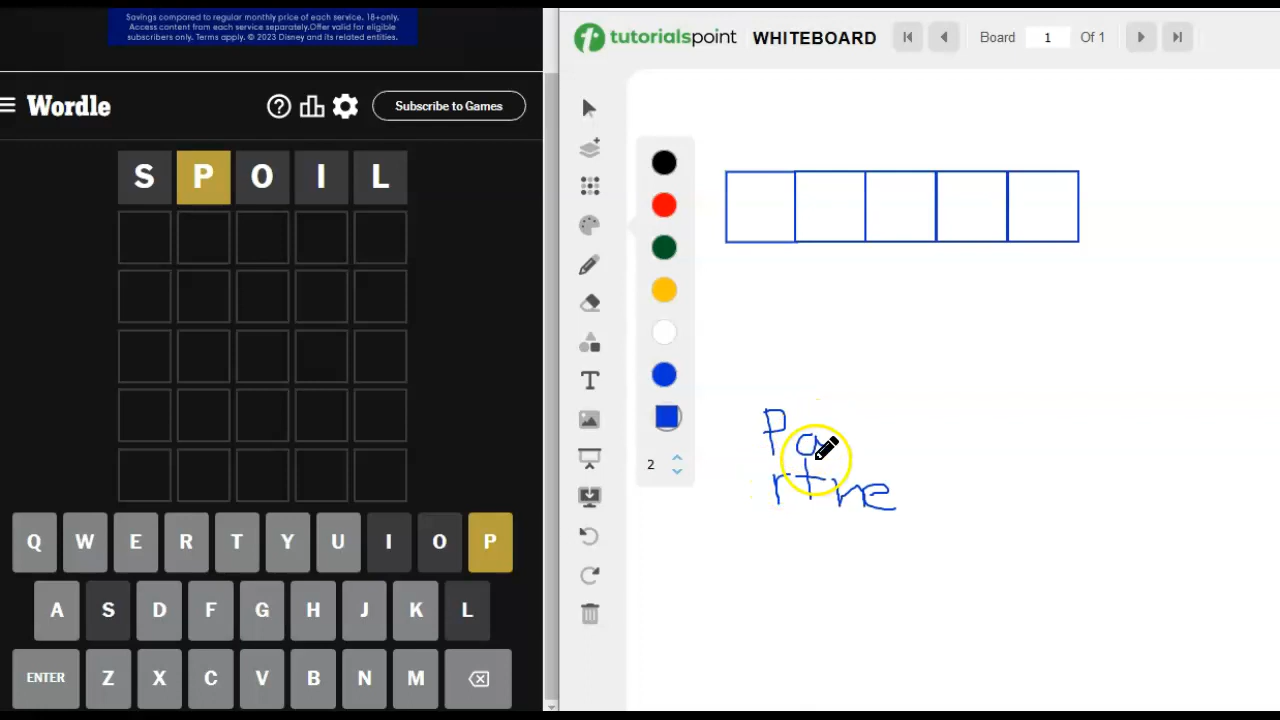 Savings compared to regular monthly price of each service. 18+only.
Access content from each service separately.Offer valid for eligible
subscribers only. Terms apply. © 2023 Disney and its related entities.
tutorialspoint WHITEBOARD Board 1 Of 1
Wordle Subscribe to Games
S P O I L
2
P a
r t n e
Q W E R T Y U I O P
A S D F G H J K L
ENTER Z X C V B N M